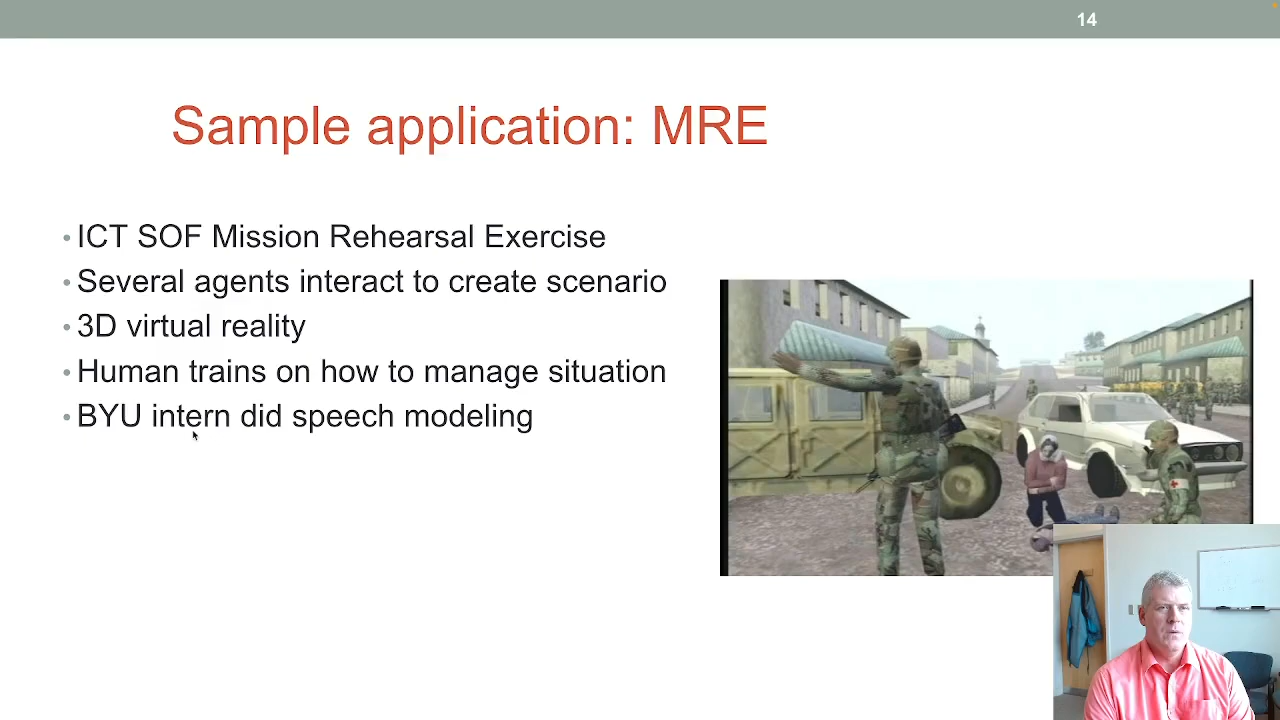 14
Sample application: MRE
• ICT SOF Mission Rehearsal Exercise
• Several agents interact to create scenario
• 3D virtual reality
• Human trains on how to manage situation
• BYU intern did speech modeling